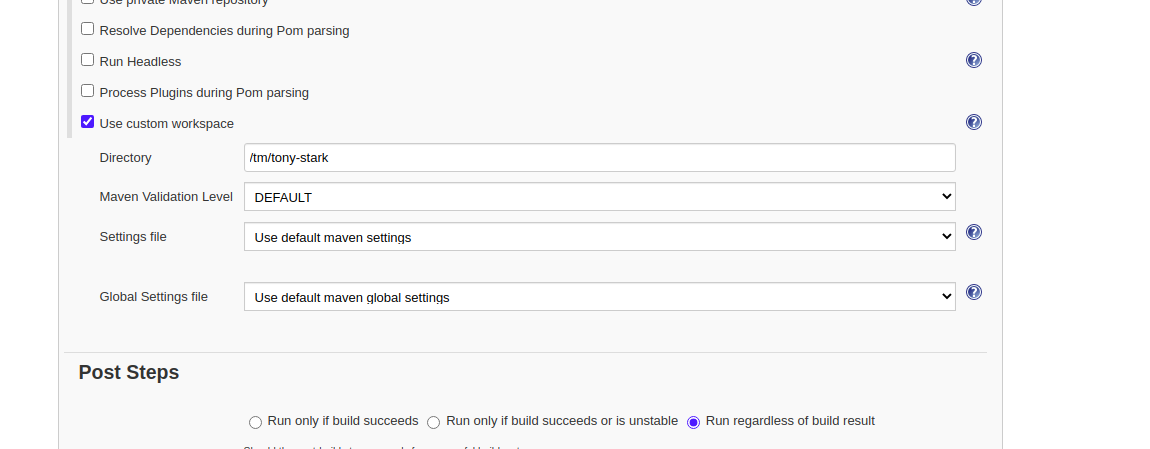 Use private Maven repository
Resolve Dependencies during Pom parsing
Run Headless
Process Plugins during Pom parsing
Use custom workspace
Directory /tm/tony-stark
Maven Validation Level DEFAULT
Settings file Use default maven settings
Global Settings file Use default maven global settings
Post Steps
Run only if build succeeds Run only if build succeeds or is unstable Run regardless of build result